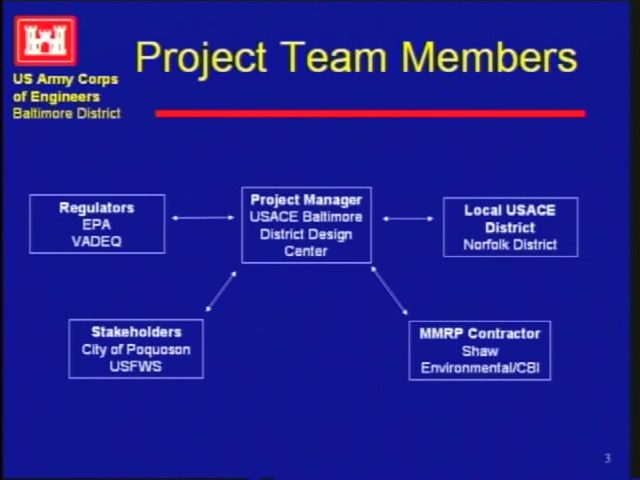 Project Team Members
US Army Corps
of Engineers
Baltimore District
Regulators
EPA
VADEQ
Project Manager
USACE Baltimore
District Design
Center
Local USACE
District
Norfolk District
Stakeholders
City of Poquoson
USFWS
MMRP Contractor
Shaw
Environmental/CBI
3